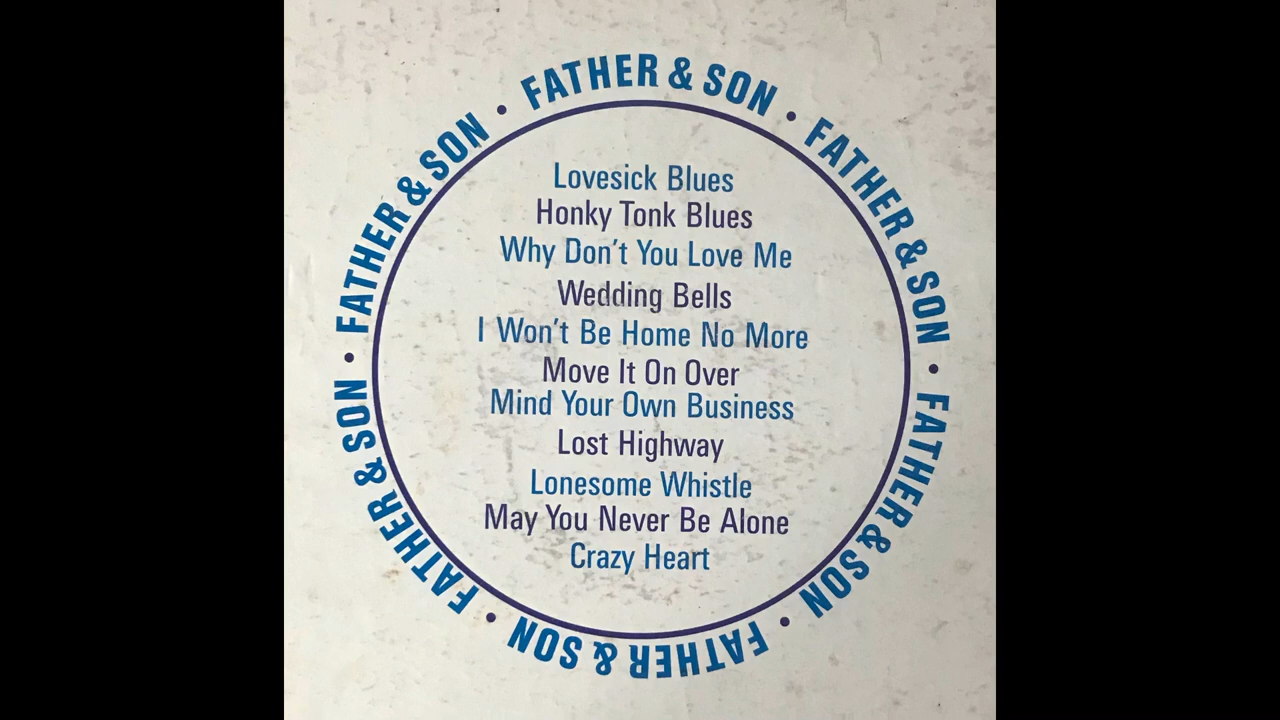 FATHER & SON • FATHER & SON • FATHER & SON • FATHER & SON • FATHER & SON • FATHER & SON •
Lovesick Blues
Honky Tonk Blues
Why Don't You Love Me
Wedding Bells
I Won't Be Home No More
Move It On Over
Mind Your Own Business
Lost Highway
Lonesome Whistle
May You Never Be Alone
Crazy Heart